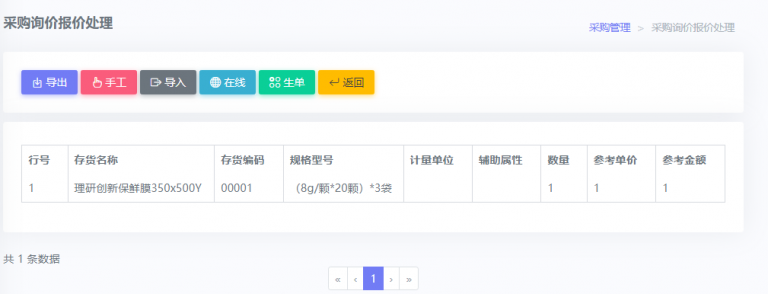 采购询价报价处理
采购管理 > 采购询价报价处理
导出 手工 导入 在线 生单 返回
行号 存货名称 存货编码 规格型号 计量单位 辅助属性 数量 参考单价 参考金额
1 理研创新保鲜膜350x500Y 00001 （8g/颗*20颗）*3袋 1 1 1
共 1 条数据
« ‹ 1 › »